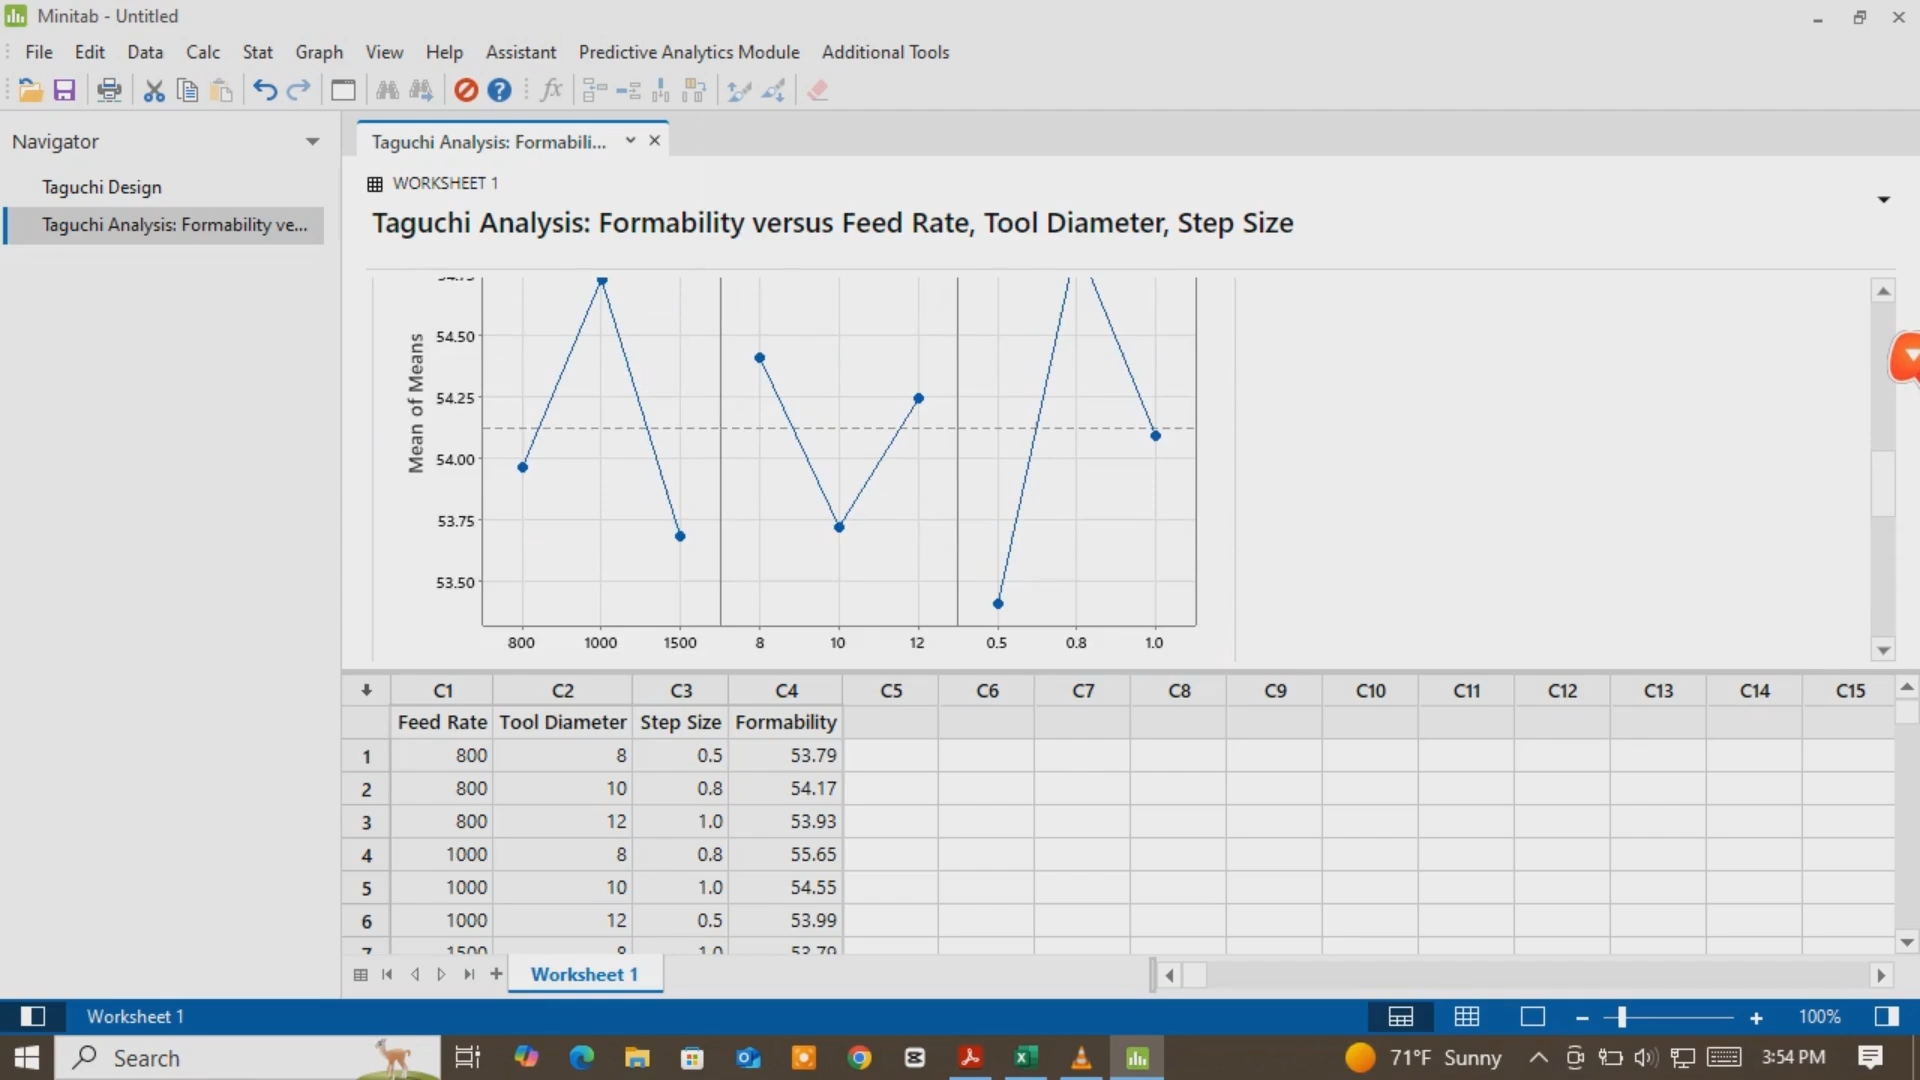 Minitab - Untitled
File Edit Data Calc Stat Graph View Help Assistant Predictive Analytics Module Additional Tools
Navigator
Taguchi Analysis: Formabili...
Taguchi Design
Taguchi Analysis: Formability ve...
WORKSHEET 1
Taguchi Analysis: Formability versus Feed Rate, Tool Diameter, Step Size
Mean of Means
54.50
54.25
54.00
53.75
53.50
800 1000 1500 8 10 12 0.5 0.8 1.0
C1 C2 C3 C4 C5 C6 C7 C8 C9 C10 C11 C12 C13 C14 C15
Feed Rate Tool Diameter Step Size Formability
1 800 8 0.5 53.79
2 800 10 0.8 54.17
3 800 12 1.0 53.93
4 1000 8 0.8 55.65
5 1000 10 1.0 54.55
6 1000 12 0.5 53.99
7 1500 8 1.0 53.79
Worksheet 1
Worksheet 1 100%
Search 71°F Sunny 3:54 PM